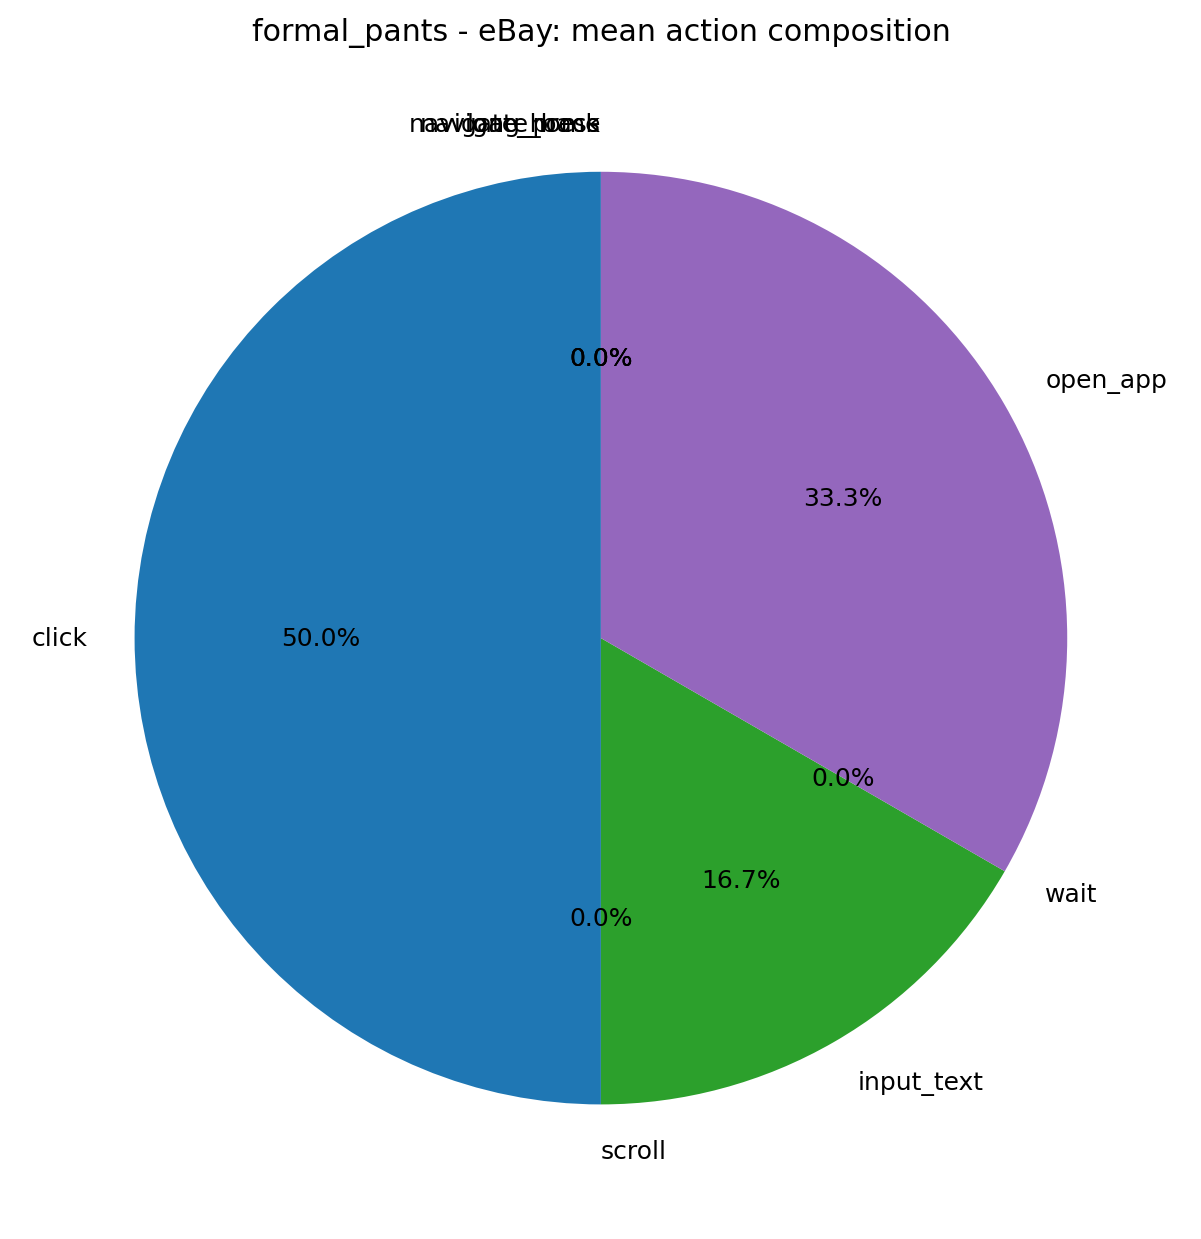 formal_pants - eBay: mean action composition
0.0%
open_app
33.3%
click
50.0%
0.0%
wait
16.7%
0.0%
input_text
scroll